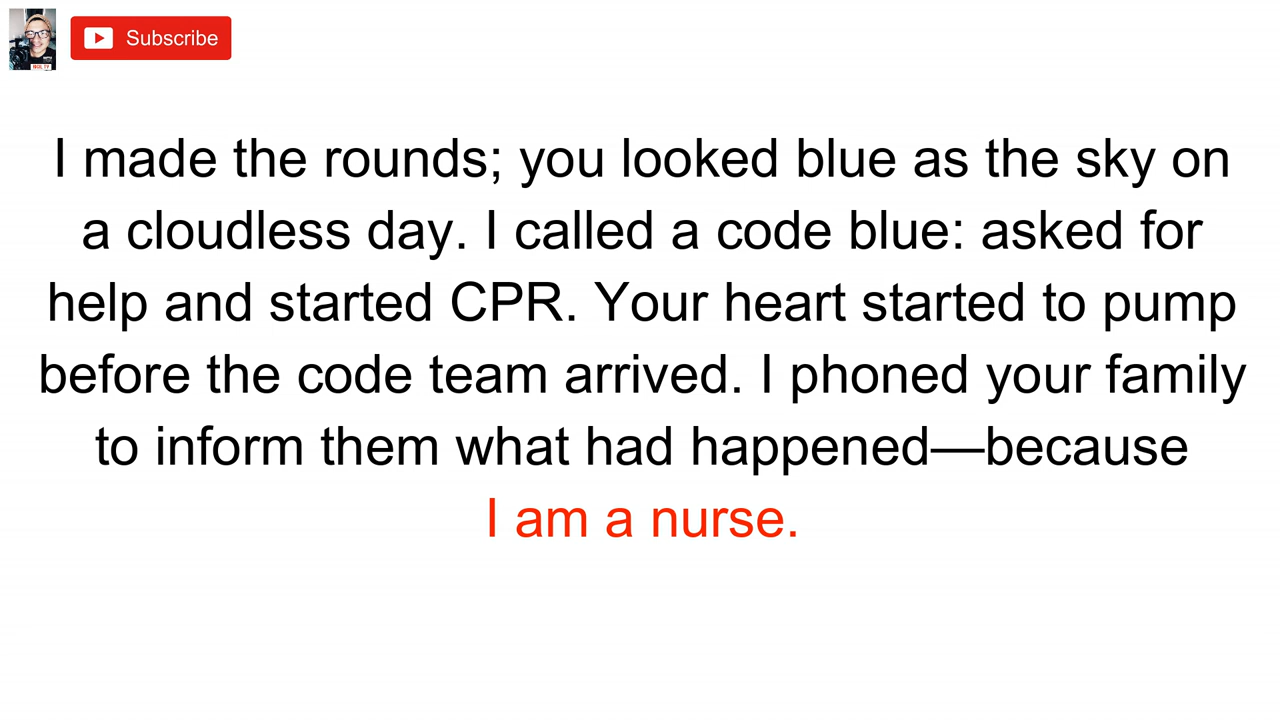 Subscribe
I made the rounds; you looked blue as the sky on
a cloudless day. I called a code blue: asked for
help and started CPR. Your heart started to pump
before the code team arrived. I phoned your family
to inform them what had happened—because
I am a nurse.